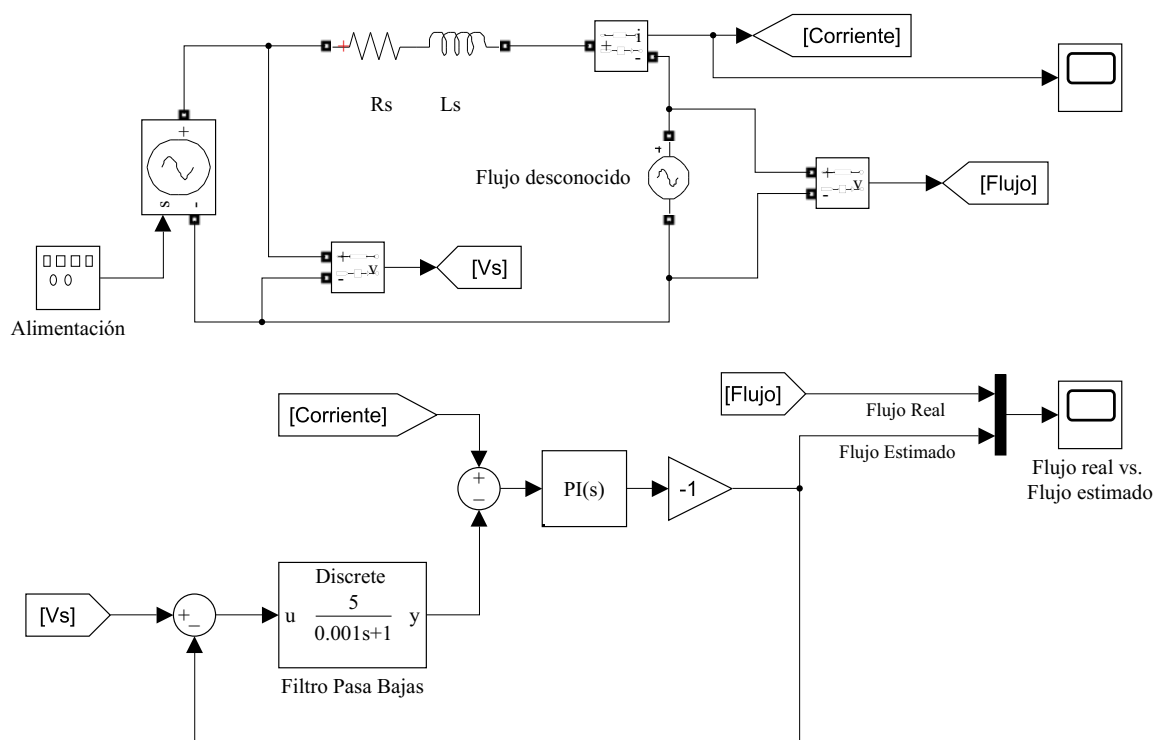 i
+
-
[Corriente]
+
Rs
Ls
+
s
-
Flujo desconocido
+
+
-
v
[Flujo]
+
-
v
[Vs]
Alimentación
[Corriente]
[Flujo]
Flujo Real
Flujo Estimado
Flujo real vs.
Flujo estimado
+
−
PI(s)
-1
[Vs]
+
−
Discrete
u
5
0.001s+1
y
Filtro Pasa Bajas